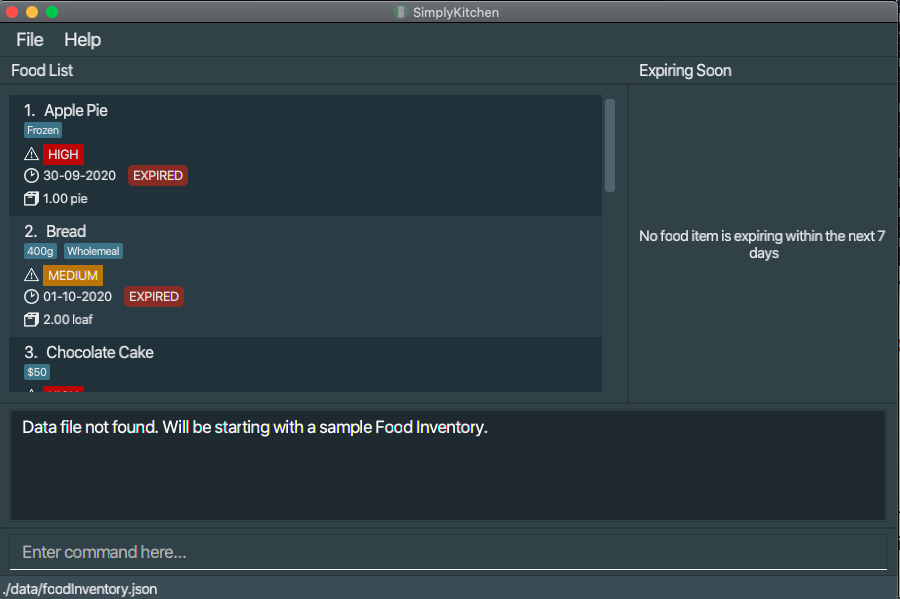 SimplyKitchen
File Help
Food List
Expiring Soon
1. Apple Pie
Frozen
HIGH
30-09-2020 EXPIRED
1.00 pie
2. Bread
400g Wholemeal
MEDIUM
01-10-2020 EXPIRED
2.00 loaf
3. Chocolate Cake
$50
No food item is expiring within the next 7
days
Data file not found. Will be starting with a sample Food Inventory.
Enter command here...
./data/foodInventory.json